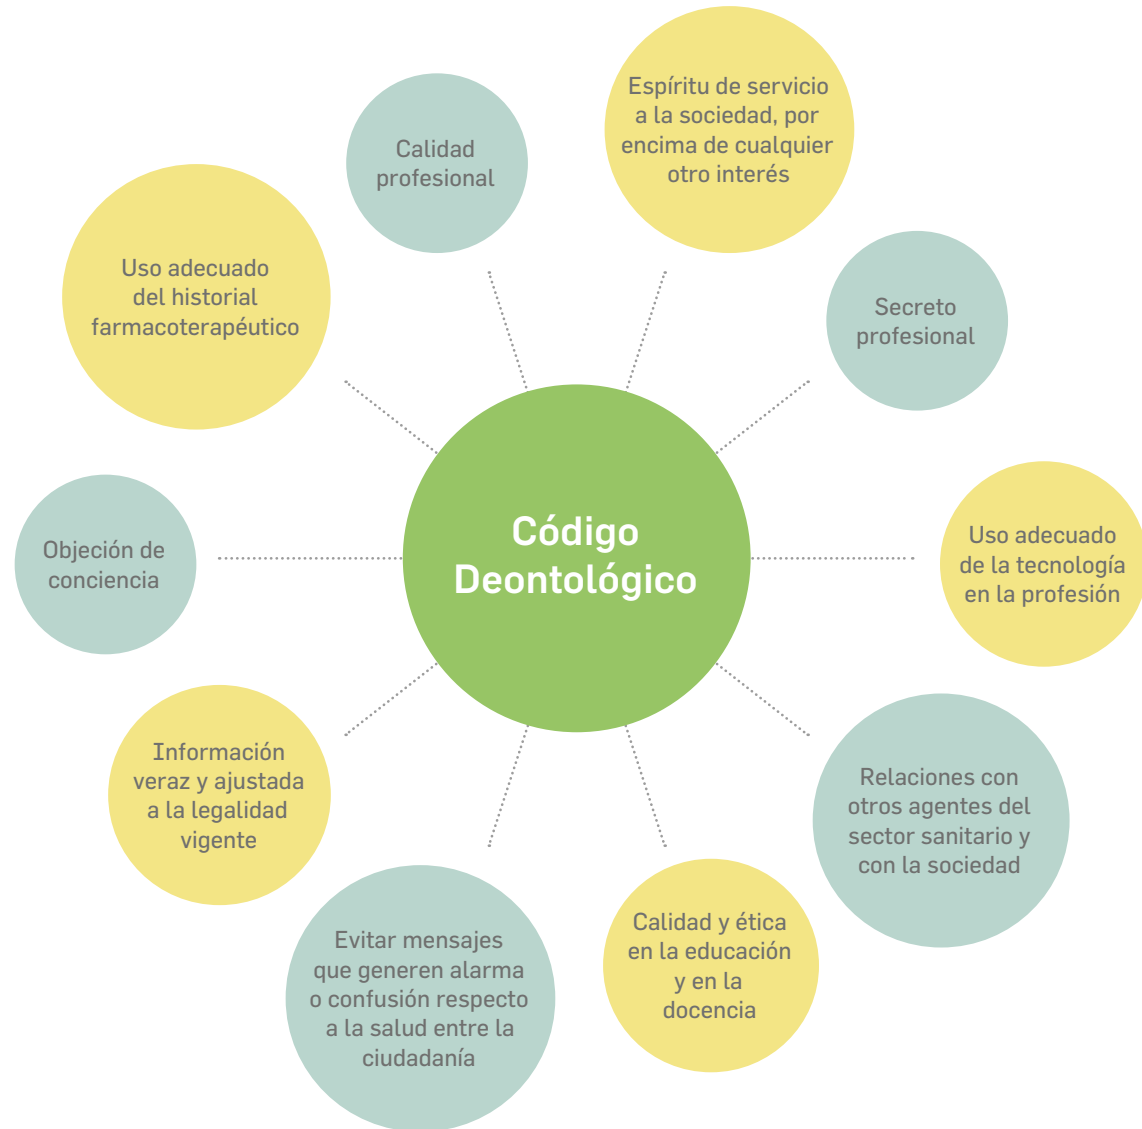 Espíritu de servicio
a la sociedad, por
encima de cualquier
otro interés
Calidad
profesional
Uso adecuado
del historial
farmacoterapéutico
Secreto
profesional
Código
Deontológico
Objeción de
conciencia
Uso adecuado
de la tecnología
en la profesión
Información
veraz y ajustada
a la legalidad
vigente
Relaciones con
otros agentes del
sector sanitario y
con la sociedad
Evitar mensajes
que generen alarma
o confusión respecto
a la salud entre la
ciudadanía
Calidad y ética
en la educación
y en la
docencia